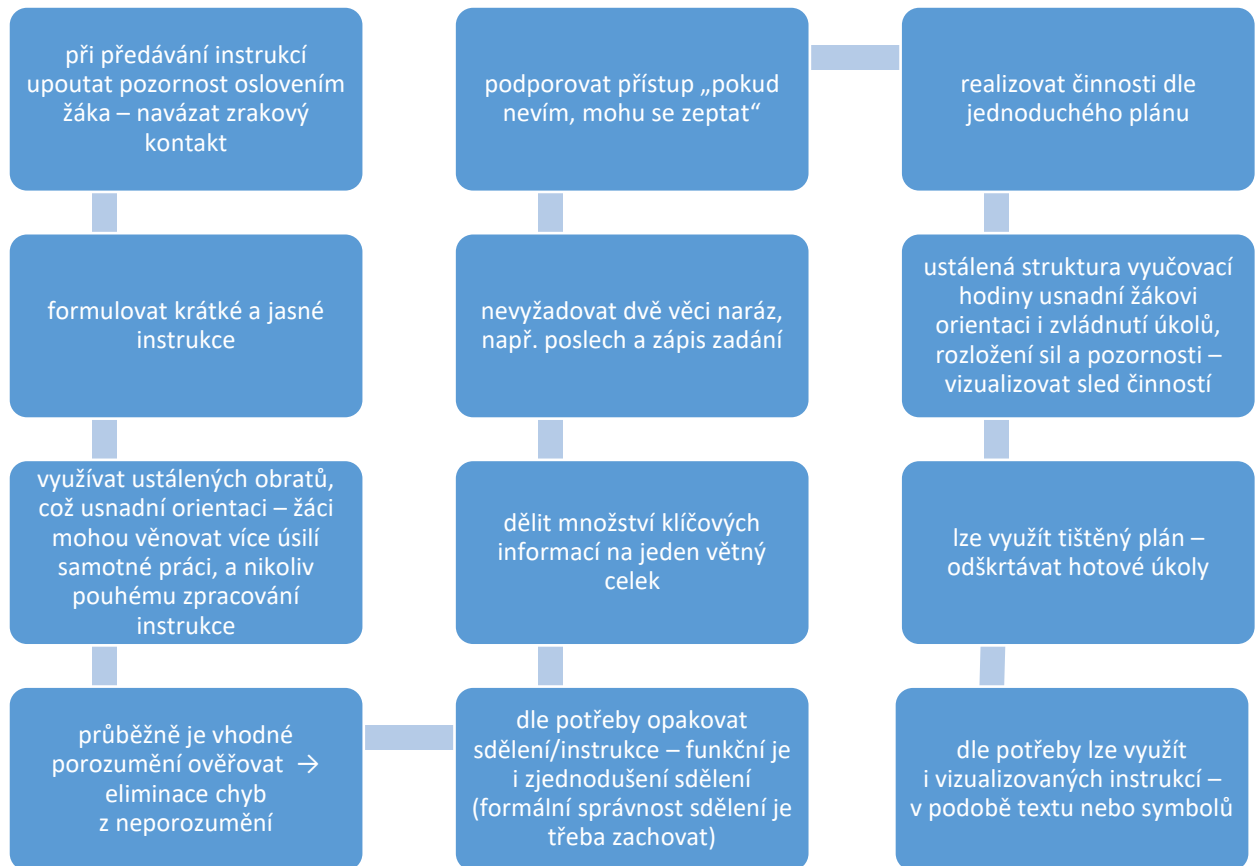 při předávání instrukcí
upoutat pozornost oslovením
žáka – navázat zrakový
kontakt
formulovat krátké a jasné
instrukce
využívat ustálených obratů,
což usnadní orientaci – žáci
mohou věnovat více úsilí
samotné práci, a nikoliv
pouhému zpracování
instrukce
průběžně je vhodné
porozumění ověřovat →
eliminace chyb
z neporozumění
dle potřeby opakovat
sdělení/instrukce – funkční je
i zjednodušení sdělení
(formální správnost sdělení je
třeba zachovat)
dělit množství klíčových
informací na jeden větný
celek
nevyžadovat dvě věci naráz,
např. poslech a zápis zadání
podporovat přístup „pokud
nevím, mohu se zeptat“
realizovat činnosti dle
jednoduchého plánu
ustálená struktura vyučovací
hodiny usnadní žákovi
orientaci i zvládnutí úkolů,
rozložení sil a pozornosti –
vizualizovat sled činností
lze využít tištěný plán –
odškrtávat hotové úkoly
dle potřeby lze využít
i vizualizovaných instrukcí –
v podobě textu nebo symbolů